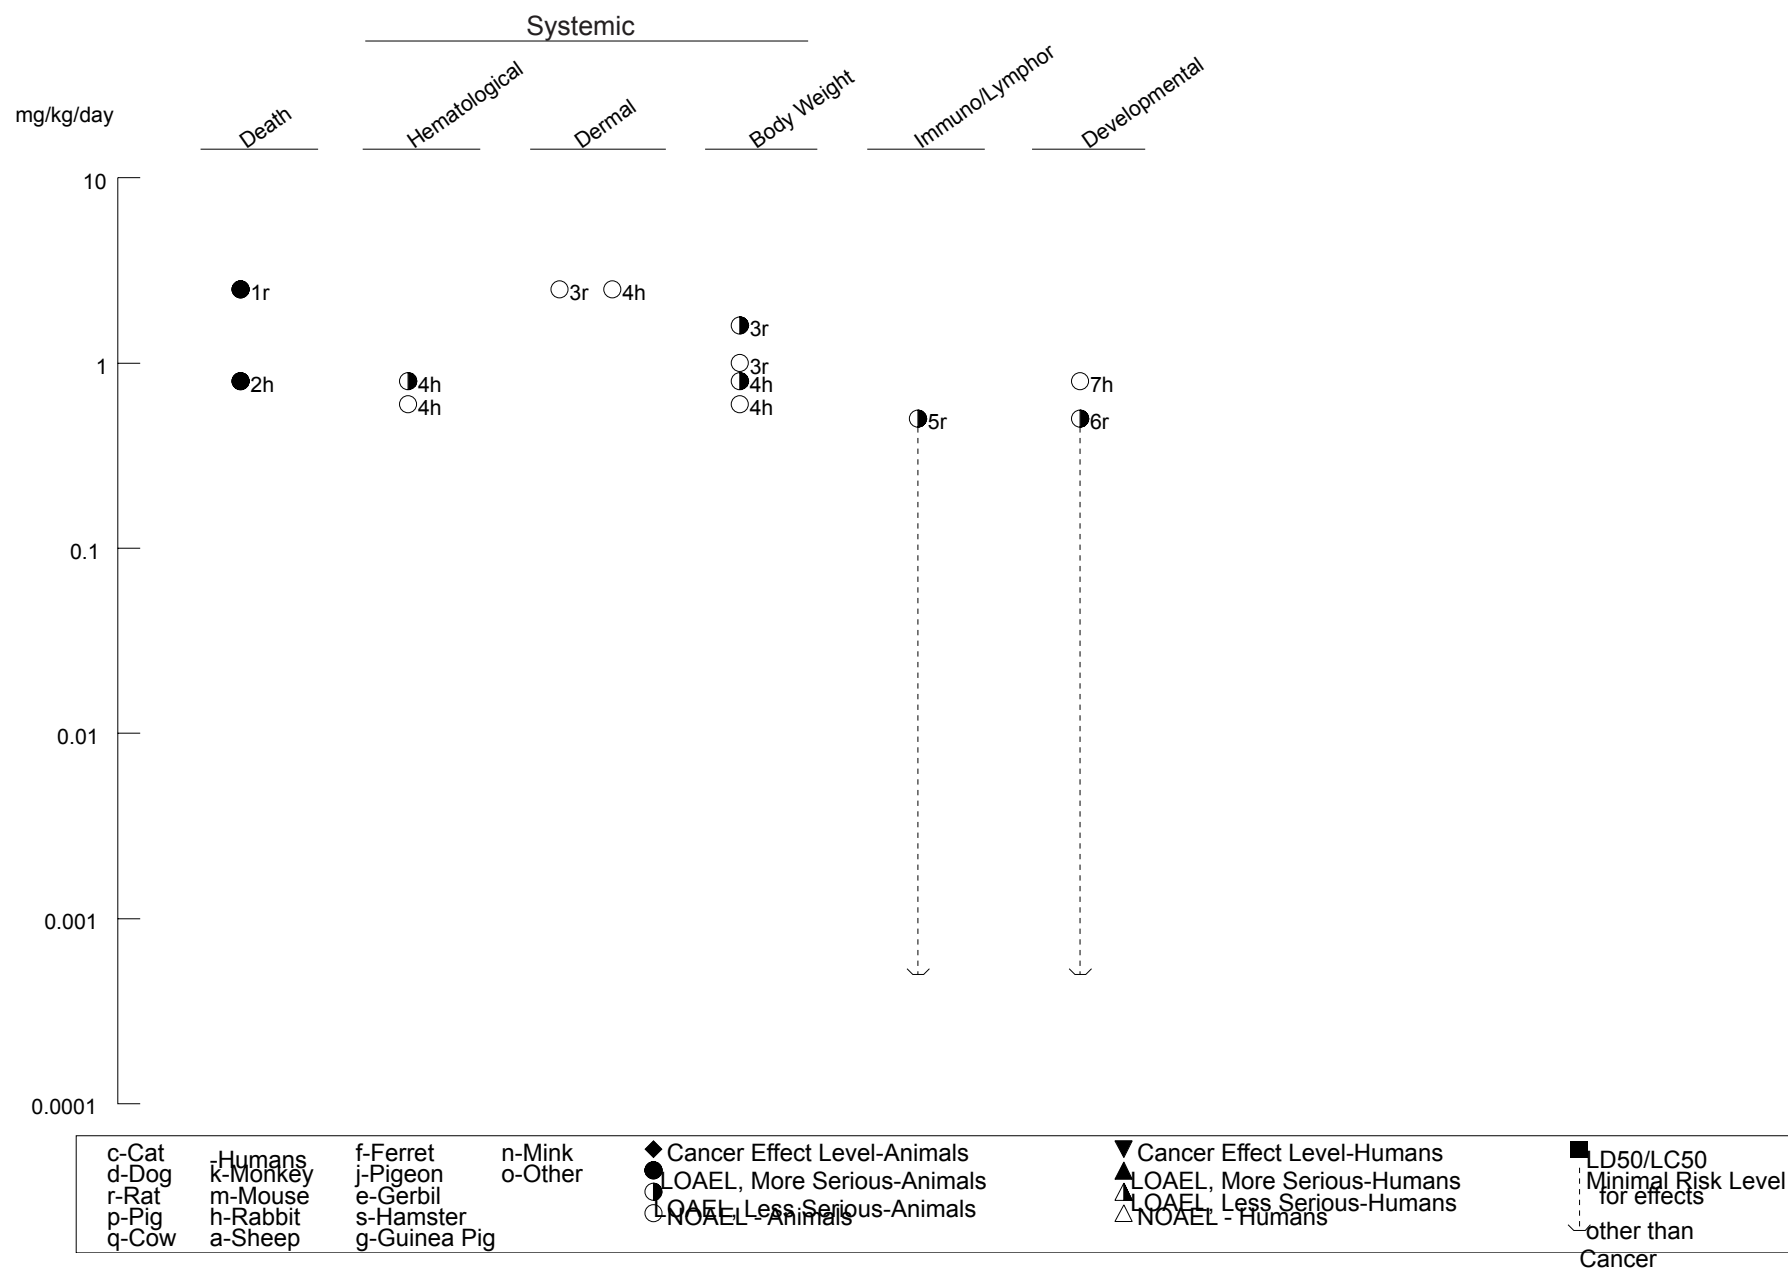 Systemic
mg/kg/day
Death
Hematological
Dermal
Body Weight
Immuno/Lymphor
Developmental
10
1r
3r
4h
3r
1
3r
2h
4h
4h
7h
4h
4h
5r
6r
0.1
0.01
0.001
0.0001
c-Cat
d-Dog
r-Rat
p-Pig
q-Cow
-Humans
k-Monkey
m-Mouse
h-Rabbit
a-Sheep
f-Ferret
j-Pigeon
e-Gerbil
s-Hamster
g-Guinea Pig
n-Mink
o-Other
Cancer Effect Level-Animals
LOAEL, More Serious-Animals
LOAEL, Less Serious-Animals
NOAEL - Animals
Cancer Effect Level-Humans
LOAEL, More Serious-Humans
LOAEL, Less Serious-Humans
NOAEL - Humans
LD50/LC50
Minimal Risk Level
for effects
other than
Cancer